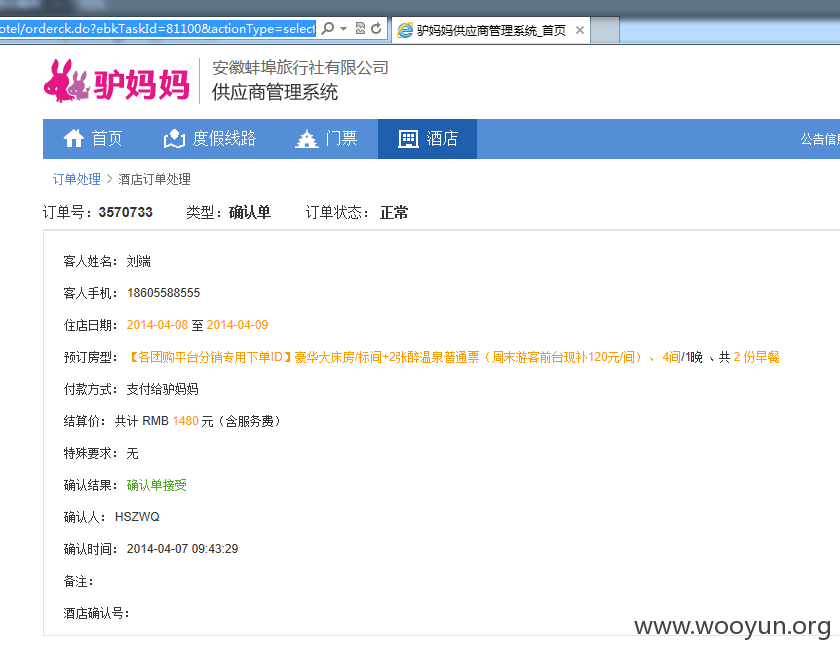 otel/orderck.do?ebkTaskId=81100&actionType=select
驴妈妈供应商管理系统_首页
驴妈妈
安徽蚌埠旅行社有限公司
供应商管理系统
首页 度假线路 门票 酒店 公告信息
订单处理 > 酒店订单处理
订单号：3570733 类型：确认单 订单状态： 正常
客人姓名： 刘端
客人手机： 18605588555
住店日期： 2014-04-08 至 2014-04-09
预订房型： 【各团购平台分销专用下单ID】豪华大床房/标间+2张醉温泉普通票（周末游客前台现补120元/间）、 4间/1晚 、共 2 份早餐
付款方式： 支付给驴妈妈
结算价： 共计 RMB 1480 元（含服务费）
特殊要求： 无
确认结果： 确认单接受
确认人： HSZWQ
确认时间： 2014-04-07 09:43:29
备注：
酒店确认号：
www.wooyun.org